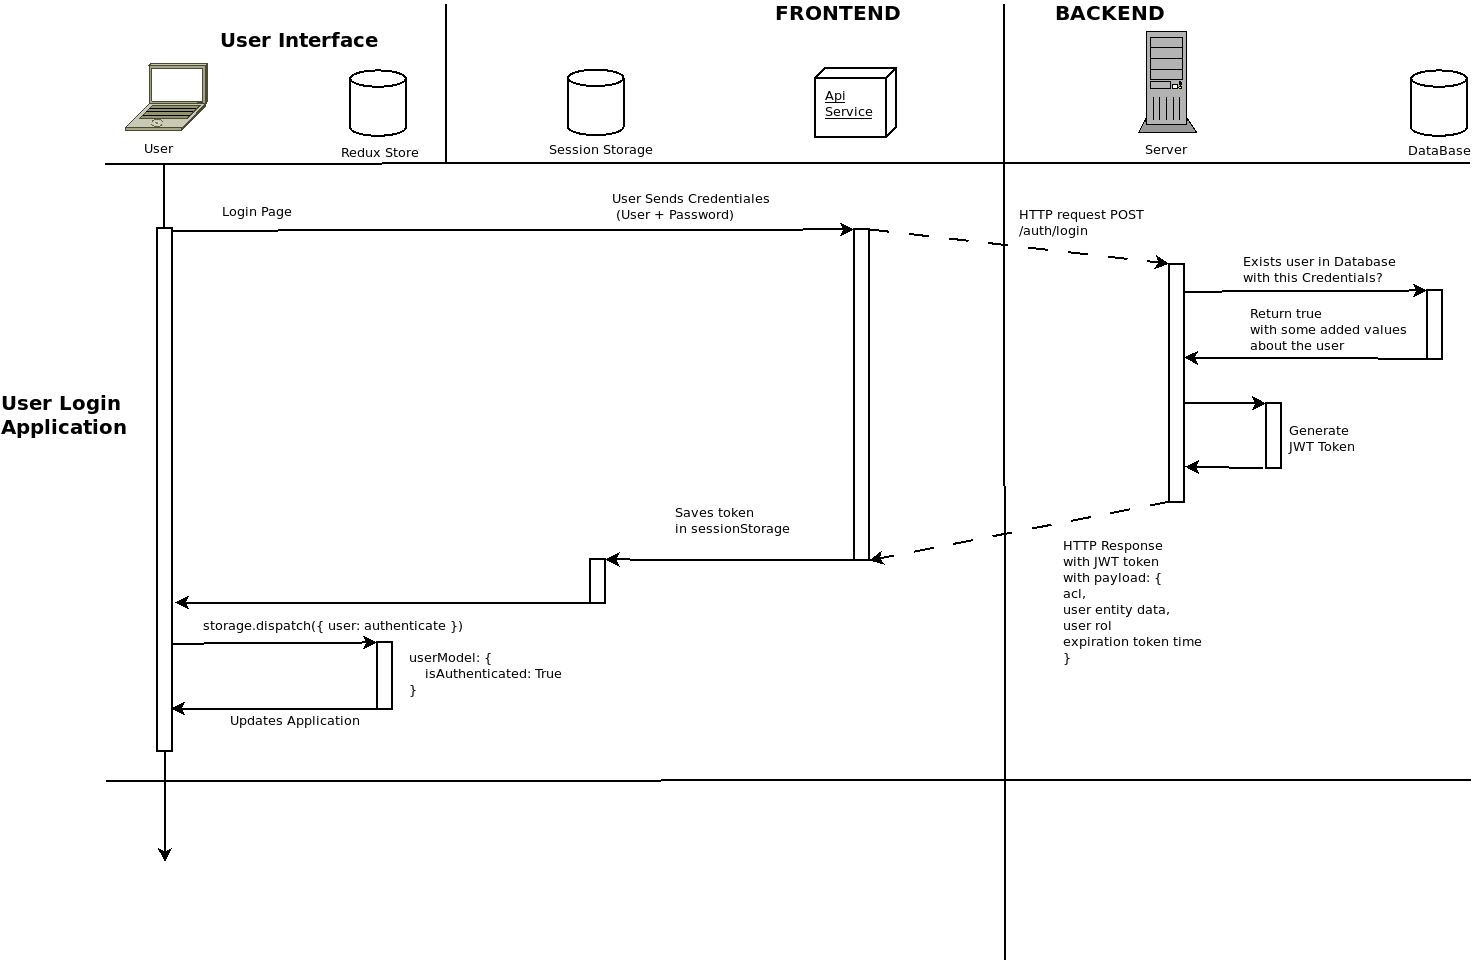 FRONTEND
BACKEND
User Interface
Api
Service
User
Redux Store
Session Storage
Server
DataBase
Login Page
User Sends Credentiales
(User + Password)
HTTP request POST
/auth/login
Exists user in Database
with this Credentials?
Return true
with some added values
about the user
User Login
Application
Generate
JWT Token
Saves token
in sessionStorage
HTTP Response
with JWT token
with payload: {
acl,
user entity data,
user rol
expiration token time
}
storage.dispatch({ user: authenticate })
userModel: {
isAuthenticated: True
}
Updates Application